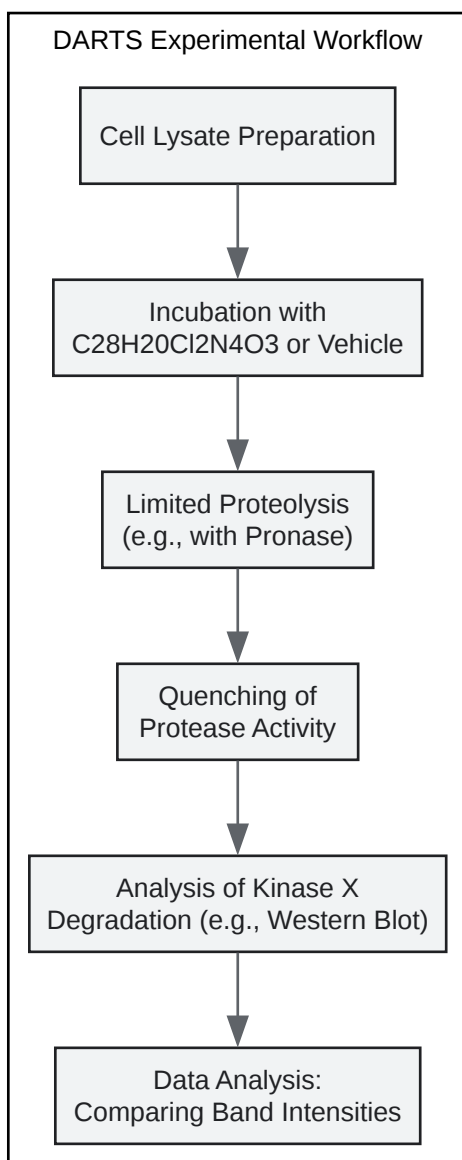 DARTS Experimental Workflow
Cell Lysate Preparation
Incubation with
C28H20Cl2N4O3 or Vehicle
Limited Proteolysis
(e.g., with Pronase)
Quenching of
Protease Activity
Analysis of Kinase X
Degradation (e.g., Western Blot)
Data Analysis:
Comparing Band Intensities